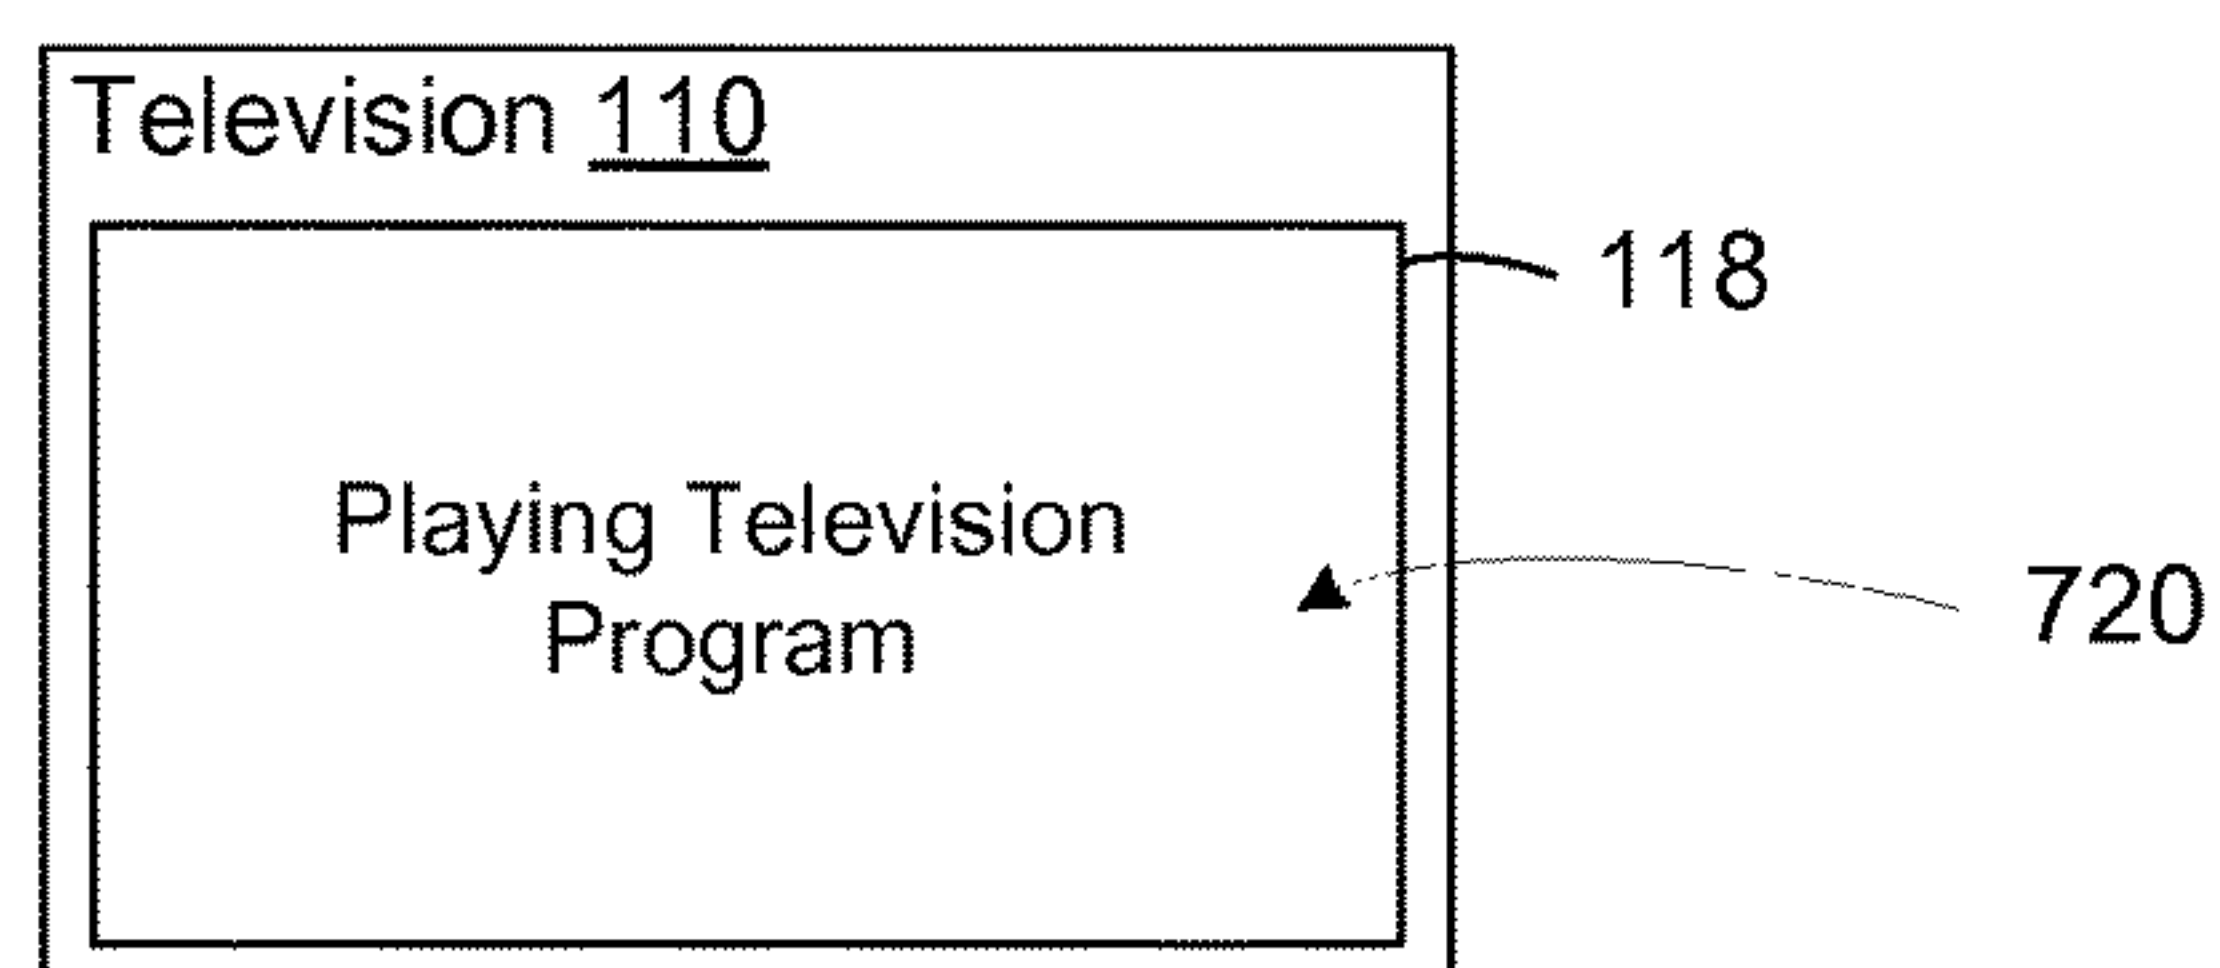 Television 110
118
Playing Television
Program
720